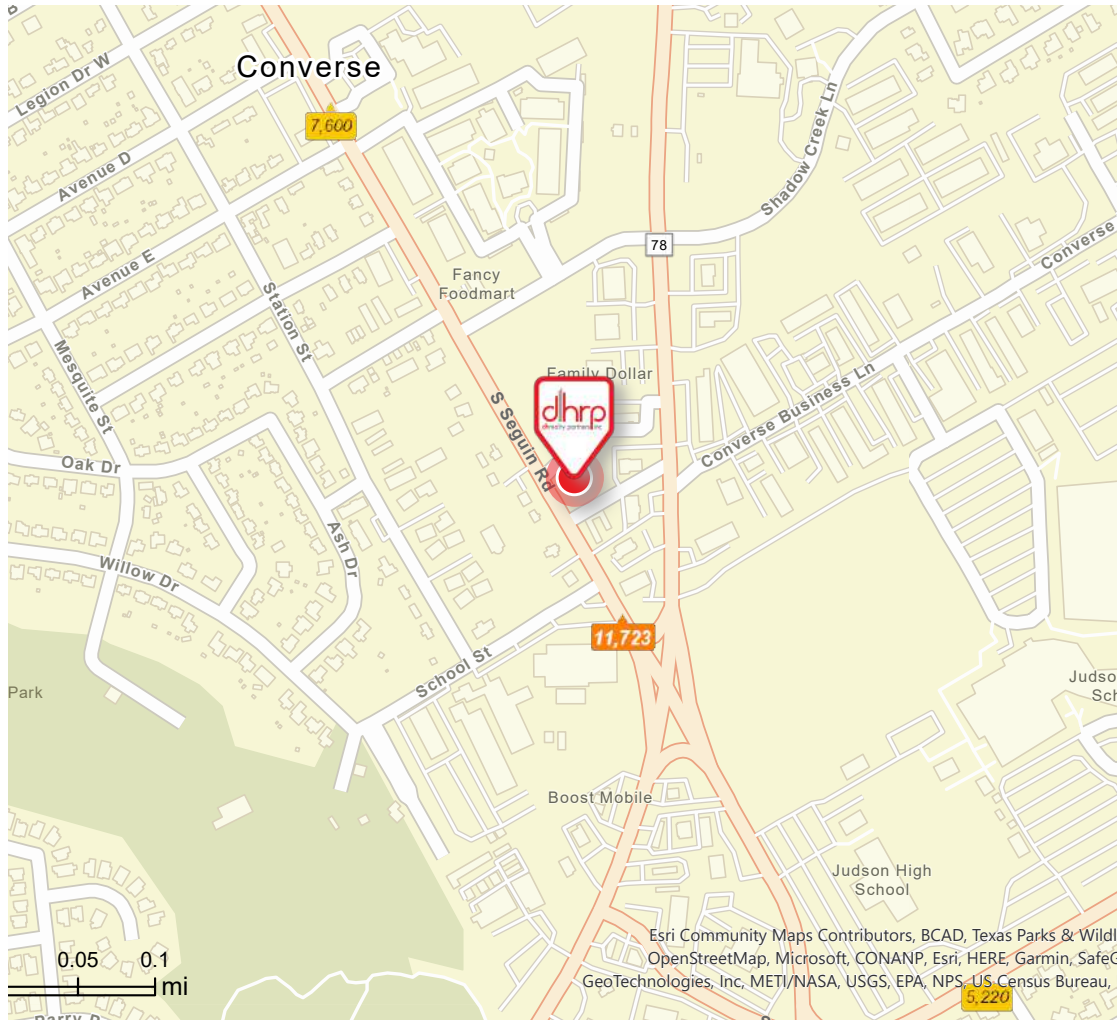 Converse
Legion Dr W
7,600
Avenue D
Avenue E
Shadow Creek Ln
78
Converse
Fancy
Foodmart
Station St
Mesquite St
Family Dollar
S Seguin Rd
dhrp
Converse Business Ln
Oak Dr
Ash Dr
Willow Dr
11,723
School St
Park
Judso
Sch
Boost Mobile
Judson High
School
Esri Community Maps Contributors, BCAD, Texas Parks & Wildl
OpenStreetMap, Microsoft, CONANP, Esri, HERE, Garmin, SafeG
GeoTechnologies, Inc, METI/NASA, USGS, EPA, NPS, US Census Bureau,
0.05 0.1
mi
5,220